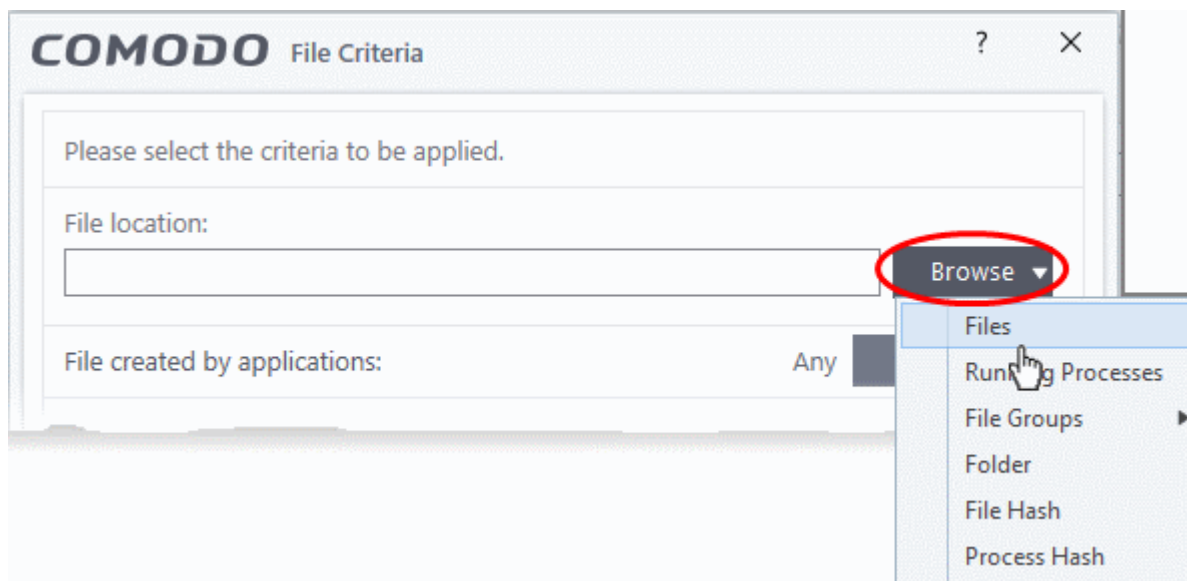 COMODO File Criteria ?
Please select the criteria to be applied.
File location:
Browse
Files
File created by applications: Any
Running Processes
File Groups
Folder
File Hash
Process Hash